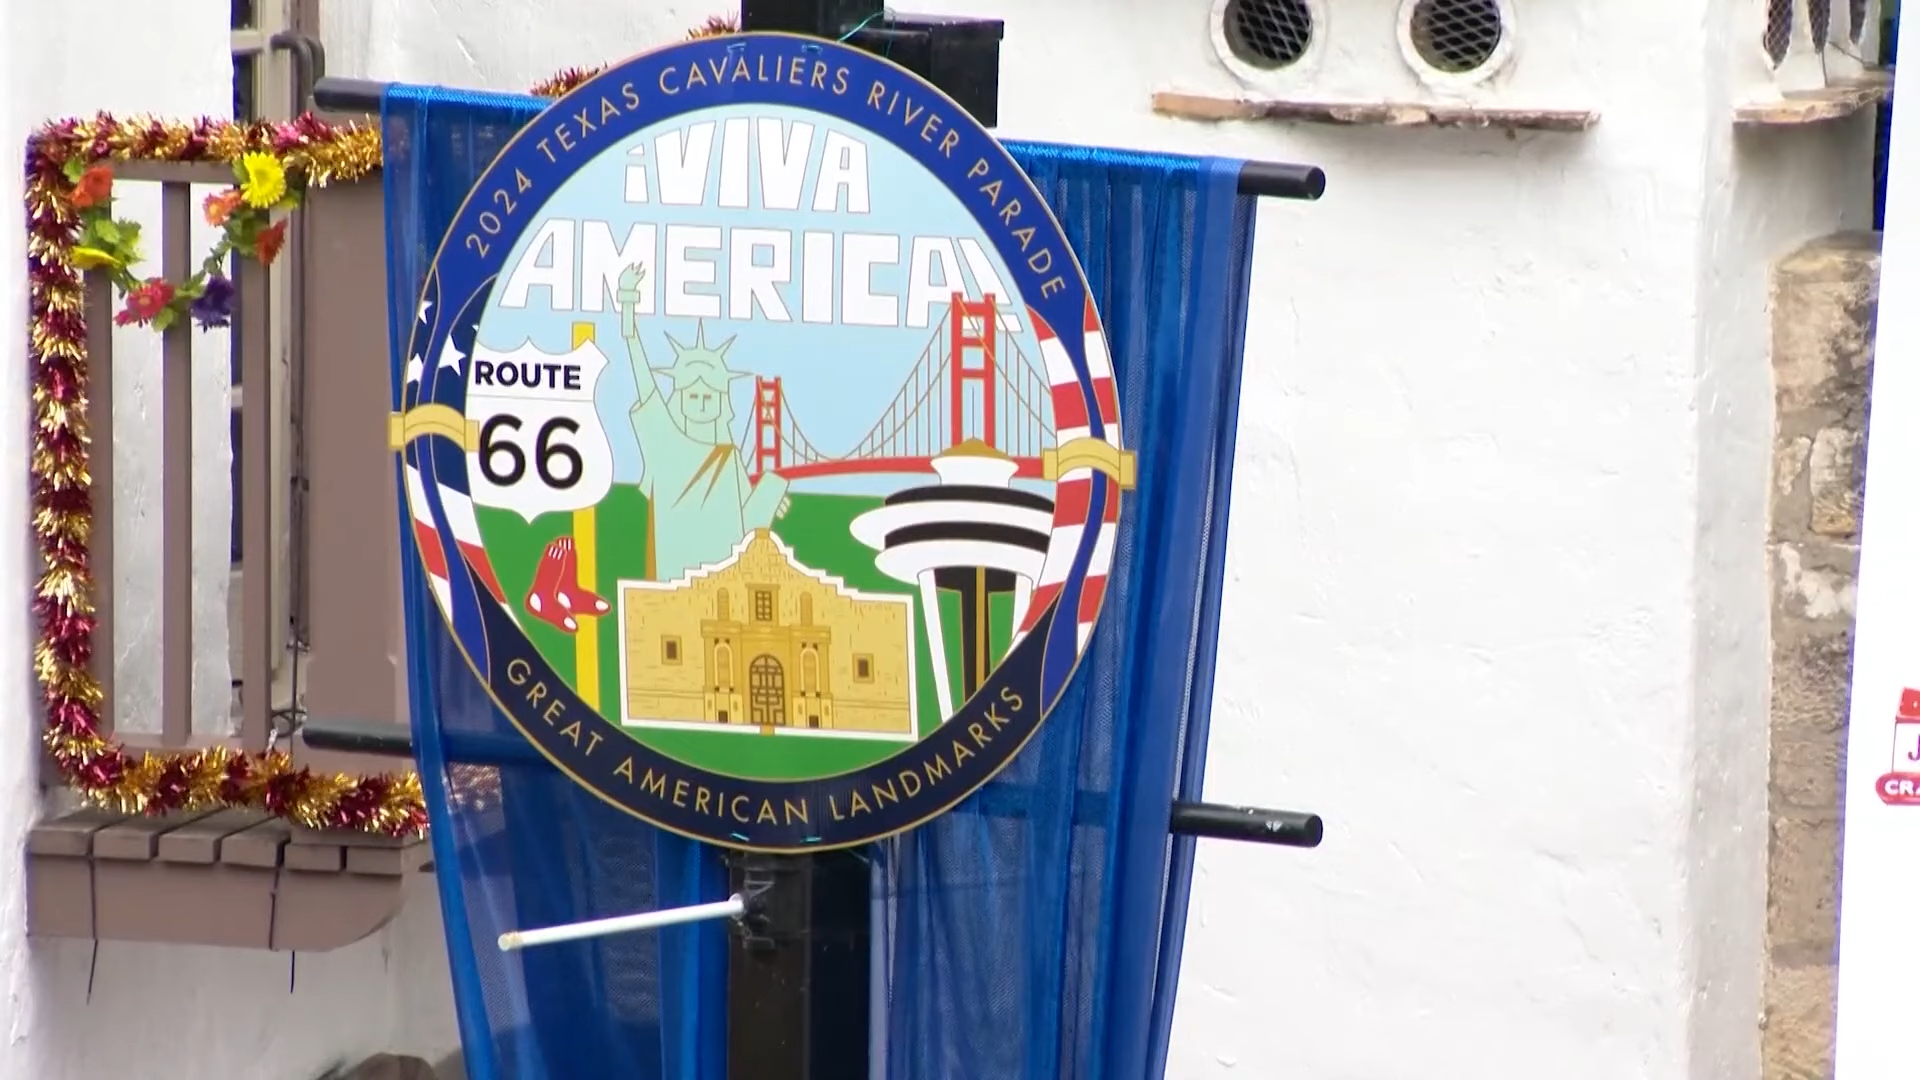 2024 TEXAS CAVALIERS RIVER PARADE
¡VIVA
AMERICA!
ROUTE
66
GREAT AMERICAN LANDMARKS